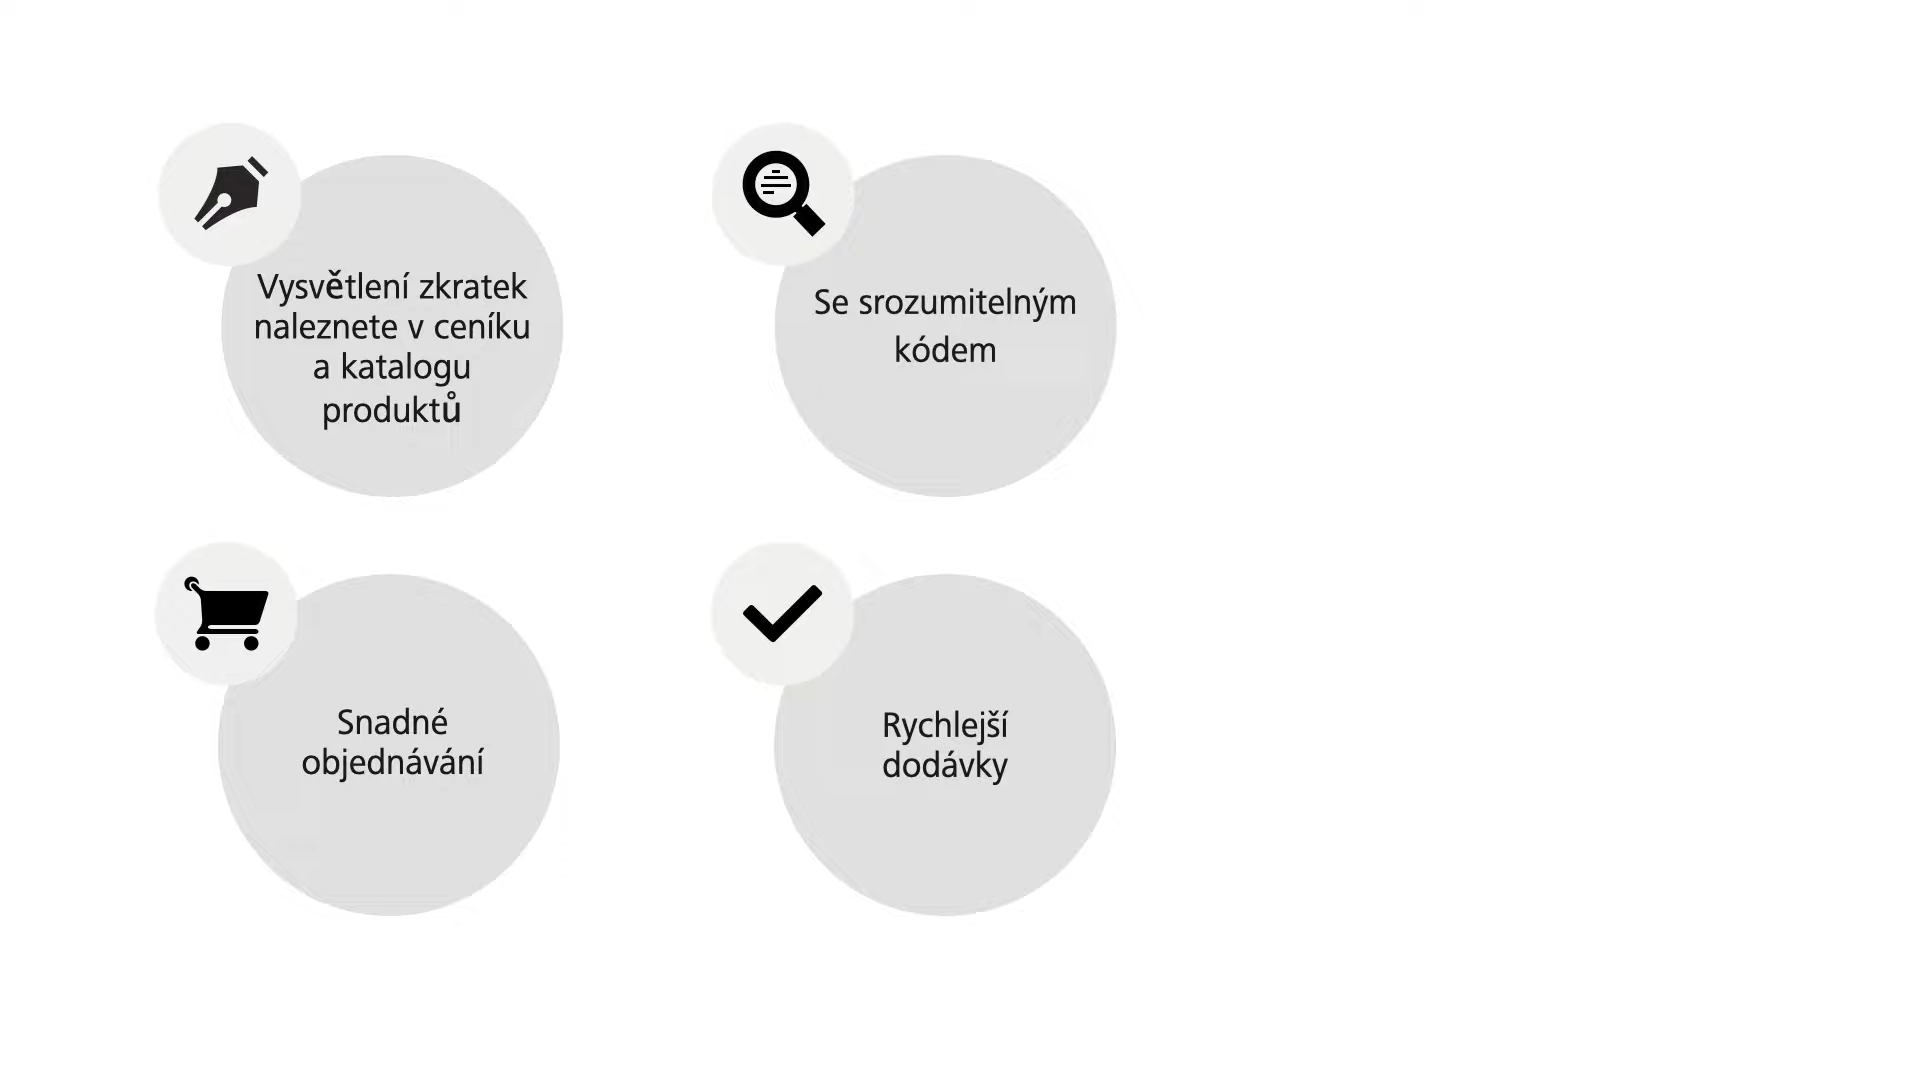 Vysvětlení zkratek
naleznete v ceníku
a katalogu
produktů
Se srozumitelným
kódem
Snadné
objednávání
Rychlejší
dodávky